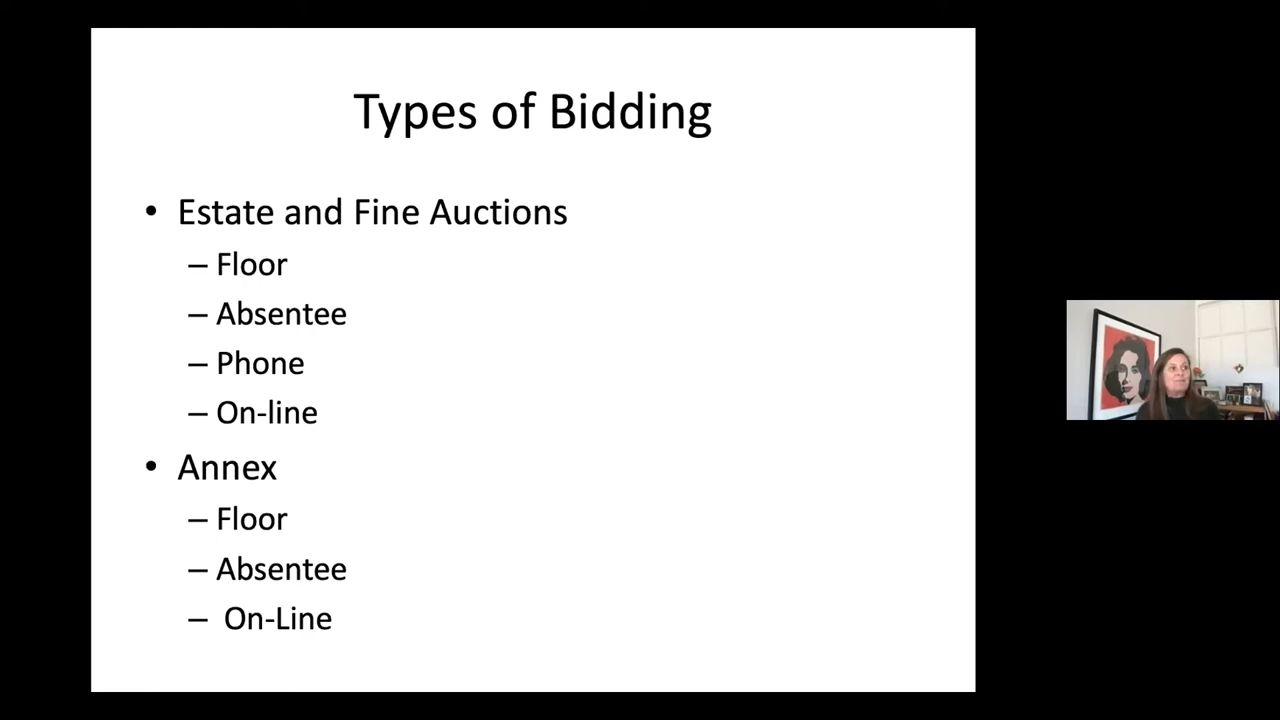 Types of Bidding
• Estate and Fine Auctions
– Floor
– Absentee
– Phone
– On-line
• Annex
– Floor
– Absentee
– On-Line